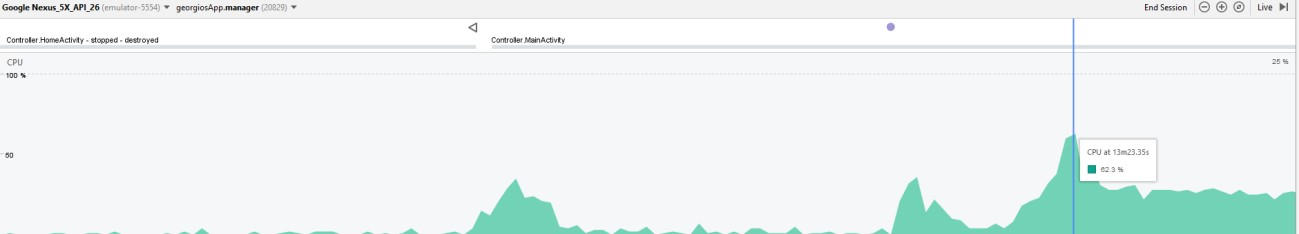 Google Nexus_5X_API_26 (emulator-5554) georgiosApp.manager (20829) End Session Live
Controller.HomeActivity - stopped - destroyed Controller.MainActivity
CPU 25 %
100 %
50
CPU at 13m23.35s
62.3 %